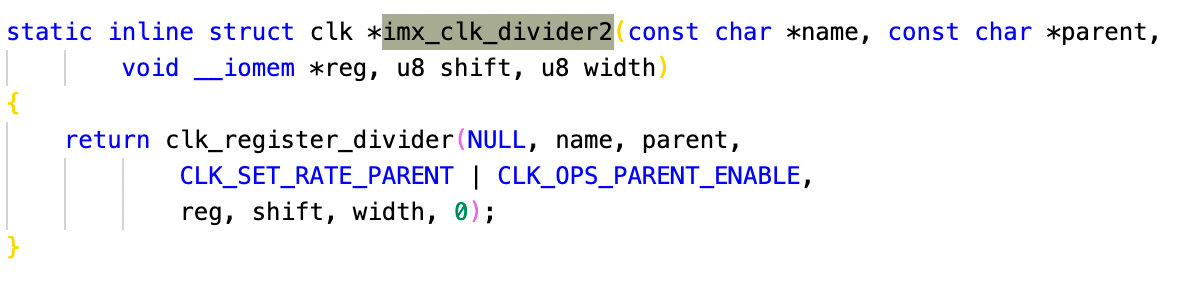 static inline struct clk *imx_clk_divider2(const char *name, const char *parent,
        void __iomem *reg, u8 shift, u8 width)
{
    return clk_register_divider(NULL, name, parent,
            CLK_SET_RATE_PARENT | CLK_OPS_PARENT_ENABLE,
            reg, shift, width, 0);
}